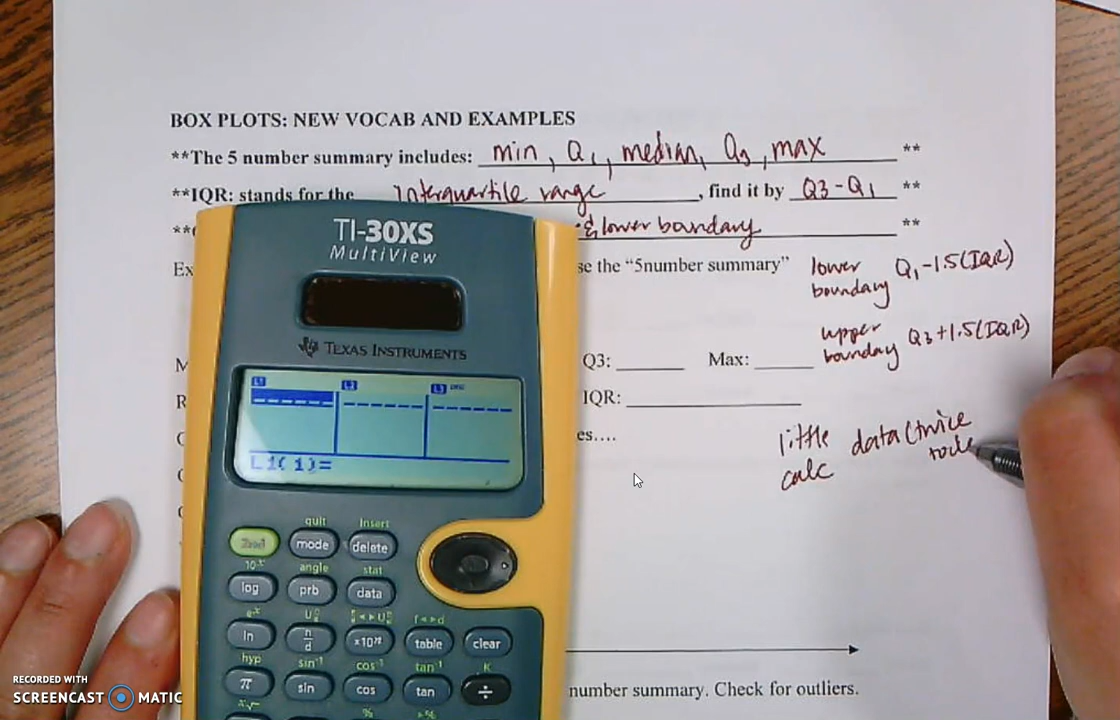 BOX PLOTS: NEW VOCAB AND EXAMPLES
**The 5 number summary includes: min, Q1, median, Q3, max **
**IQR: stands for the interquartile range, find it by Q3-Q1 **
& lower boundary **
Ex se the “5number summary”
lower boundary Q1-1.5(IQR)
upper boundary Q3+1.5(IQR)
Q3: Max:
IQR:
es….
little calc data (twice
TI-30XS
MultiView
TEXAS INSTRUMENTS
L1 L2 L3 DEG
L1(1)=
quit insert
2nd mode delete
10^x angle stat
log prb data
e^x f◄►d
ln n/d ×10^n table clear
hyp sin-1 cos-1 tan-1 K
π sin cos tan ÷
number summary. Check for outliers.
RECORDED WITH
SCREENCAST MATIC